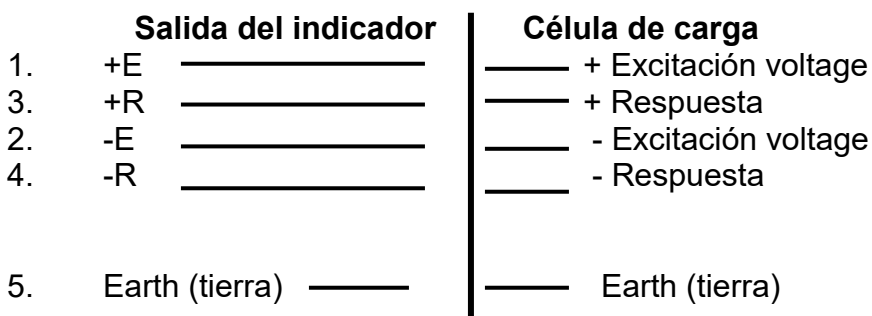 Salida del indicador Célula de carga
1. +E + Excitación voltage
3. +R + Respuesta
2. -E - Excitación voltage
4. -R - Respuesta
5. Earth (tierra) Earth (tierra)